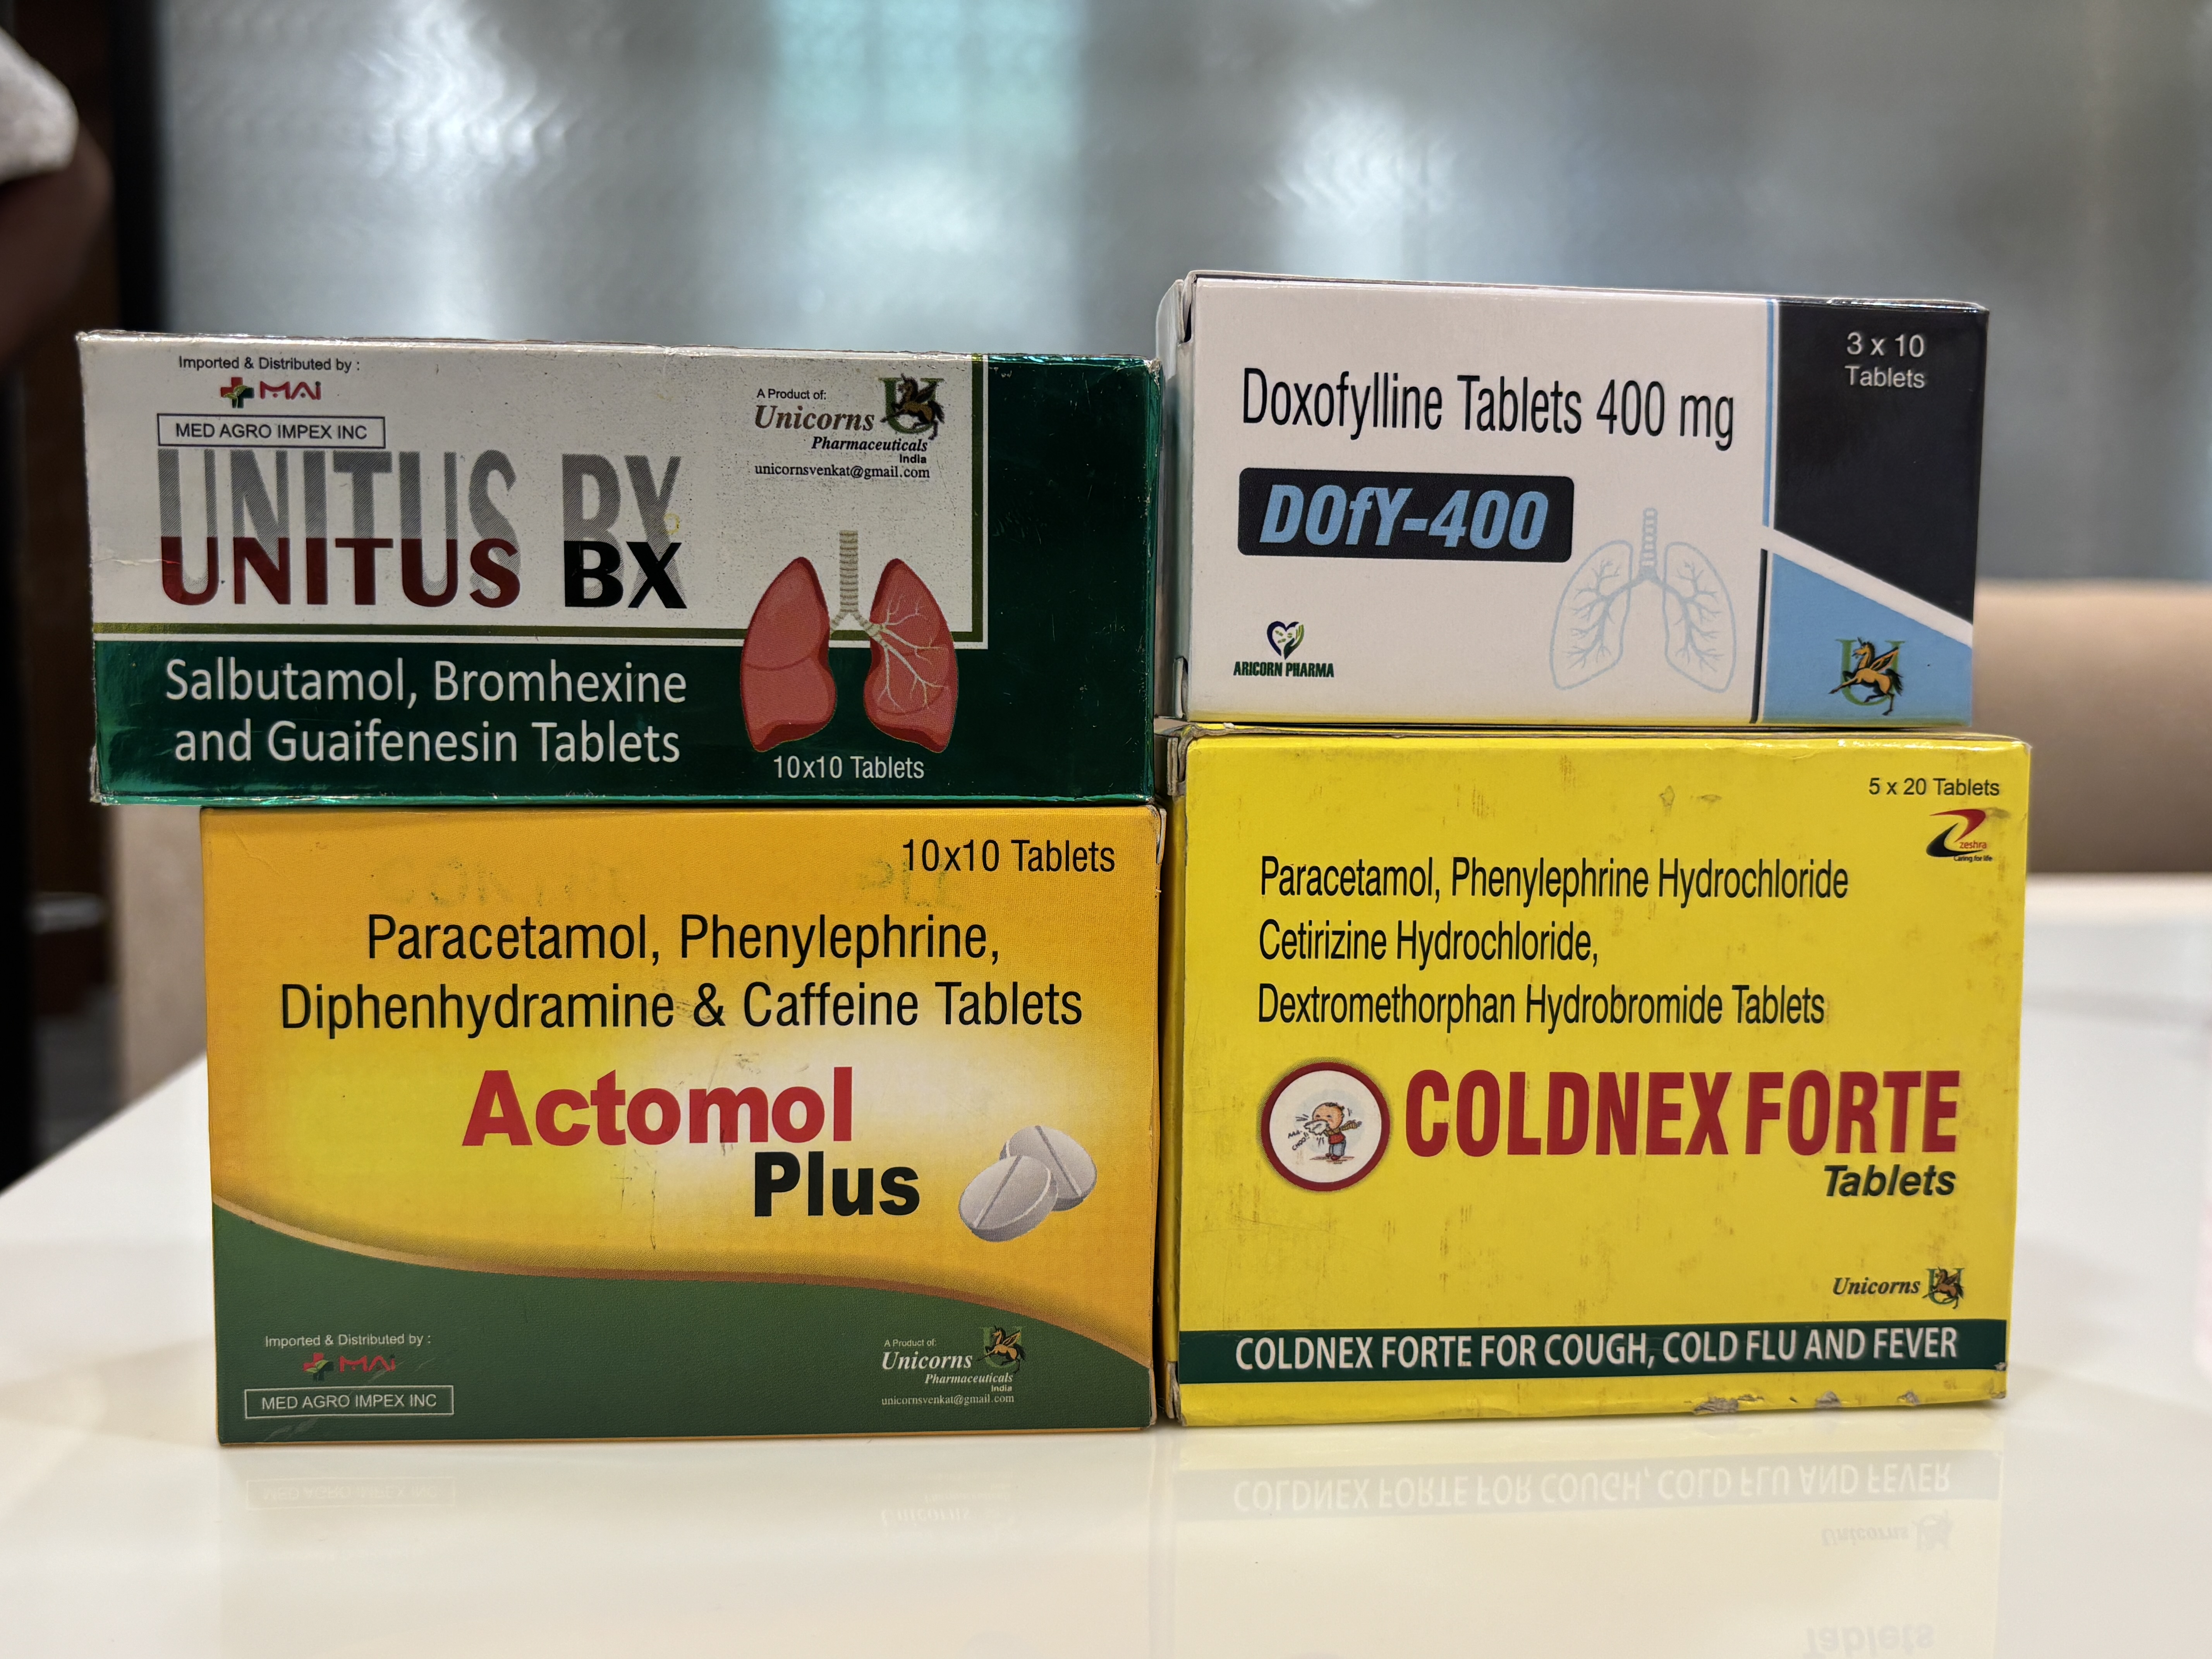 Imported & Distributed by :
MAi
MED AGRO IMPEX INC
A Product of:
Unicorns
Pharmaceuticals
India
unicornsvenkat@gmail.com
UNITUS BX
UNITUS BX
Salbutamol, Bromhexine
and Guaifenesin Tablets
10x10 Tablets
3 x 10
Tablets
Doxofylline Tablets 400 mg
DOfY-400
ARICORN PHARMA
U
10x10 Tablets
Paracetamol, Phenylephrine,
Diphenhydramine & Caffeine Tablets
Actomol
Plus
Imported & Distributed by :
MAi
MED AGRO IMPEX INC
A Product of:
Unicorns
Pharmaceuticals
India
unicornsvenkat@gmail.com
5 x 20 Tablets
zeshra
Caring for life
Paracetamol, Phenylephrine Hydrochloride
Cetirizine Hydrochloride,
Dextromethorphan Hydrobromide Tablets
COLDNEX FORTE
Tablets
Unicorns
COLDNEX FORTE FOR COUGH, COLD FLU AND FEVER